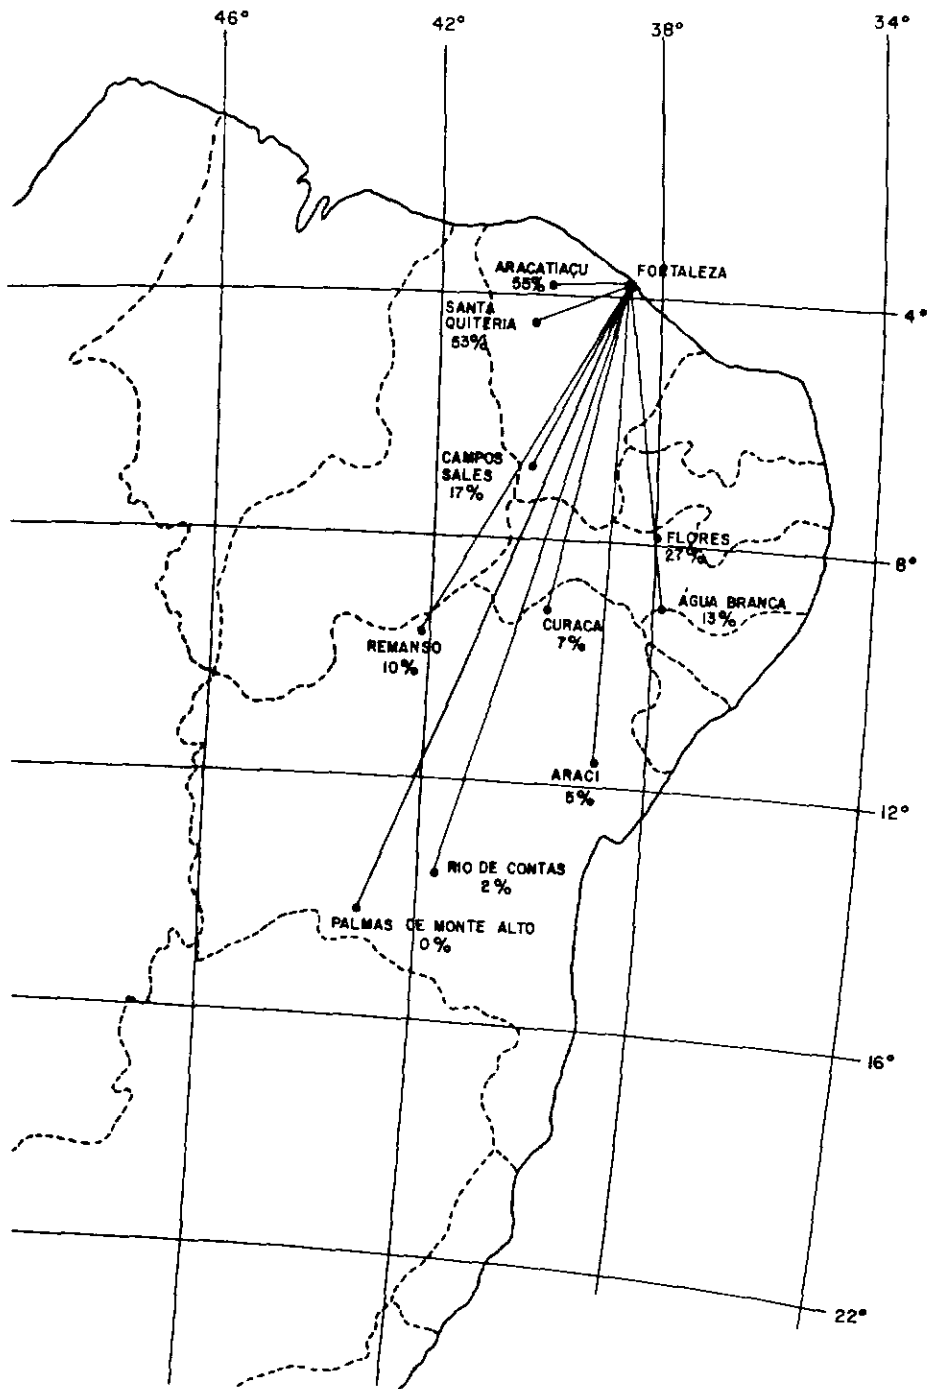 46°
42°
38°
34°
ARACATIAÇU
55%
FORTALEZA
SANTA
QUITERIA
53%
4°
CAMPOS
SALES
17%
FLORES
27%
8°
AGUA BRANCA
13%
CURACA
7%
REMANSO
10%
ARACI
5%
12°
RIO DE CONTAS
2%
PALMAS DE MONTE ALTO
0%
16°
22°